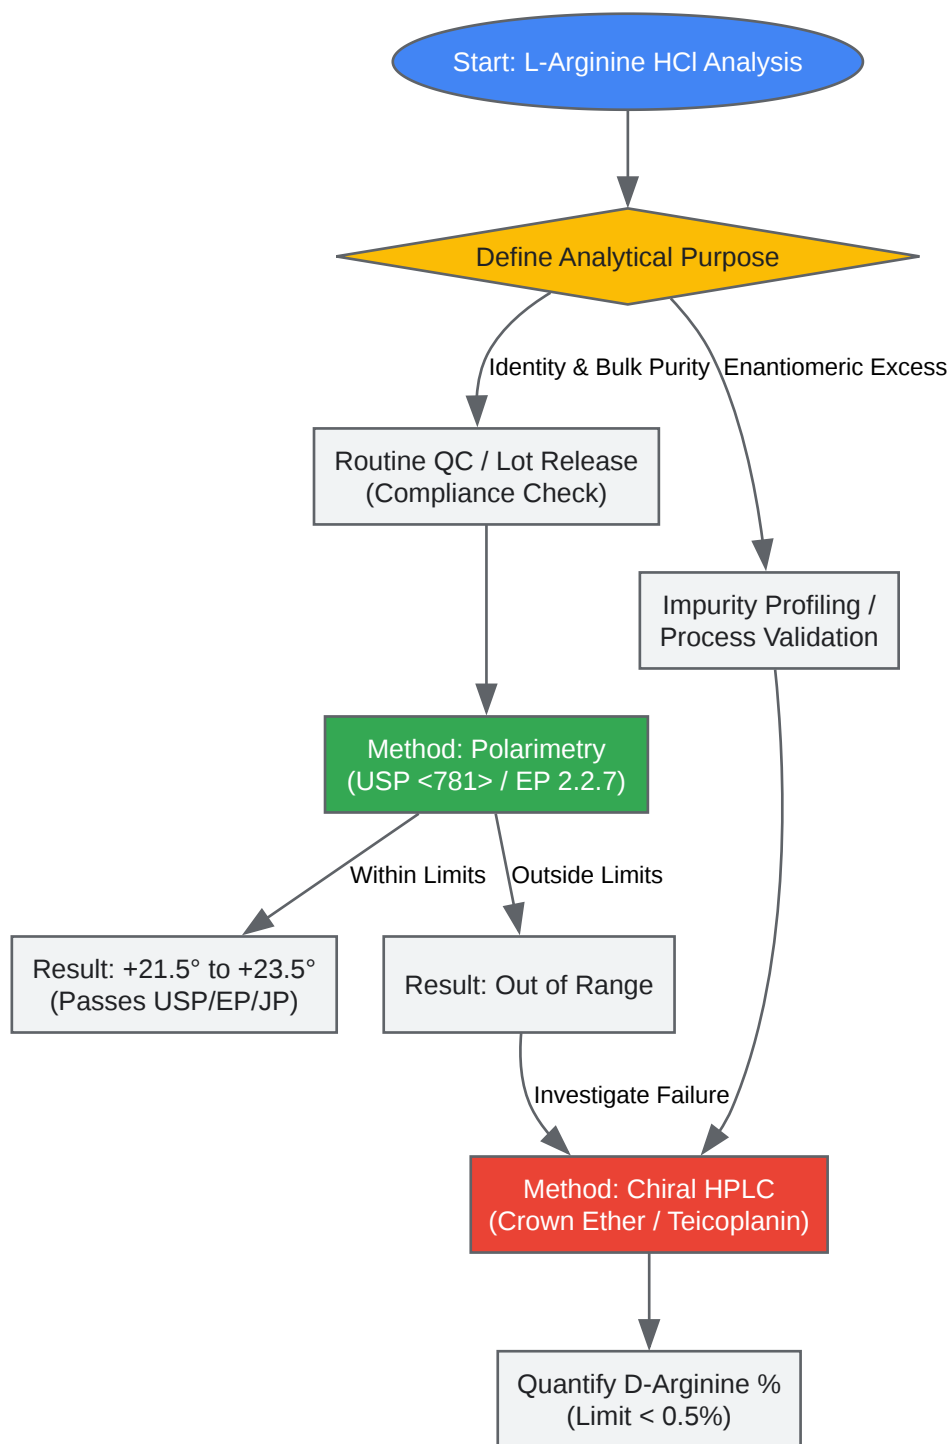 Start: L-Arginine HCl Analysis
Define Analytical Purpose
Identity & Bulk Purity
Enantiomeric Excess
Routine QC / Lot Release
(Compliance Check)
Impurity Profiling /
Process Validation
Method: Polarimetry
(USP <781> / EP 2.2.7)
Within Limits
Outside Limits
Result: +21.5° to +23.5°
(Passes USP/EP/JP)
Result: Out of Range
Investigate Failure
Method: Chiral HPLC
(Crown Ether / Teicoplanin)
Quantify D-Arginine %
(Limit < 0.5%)